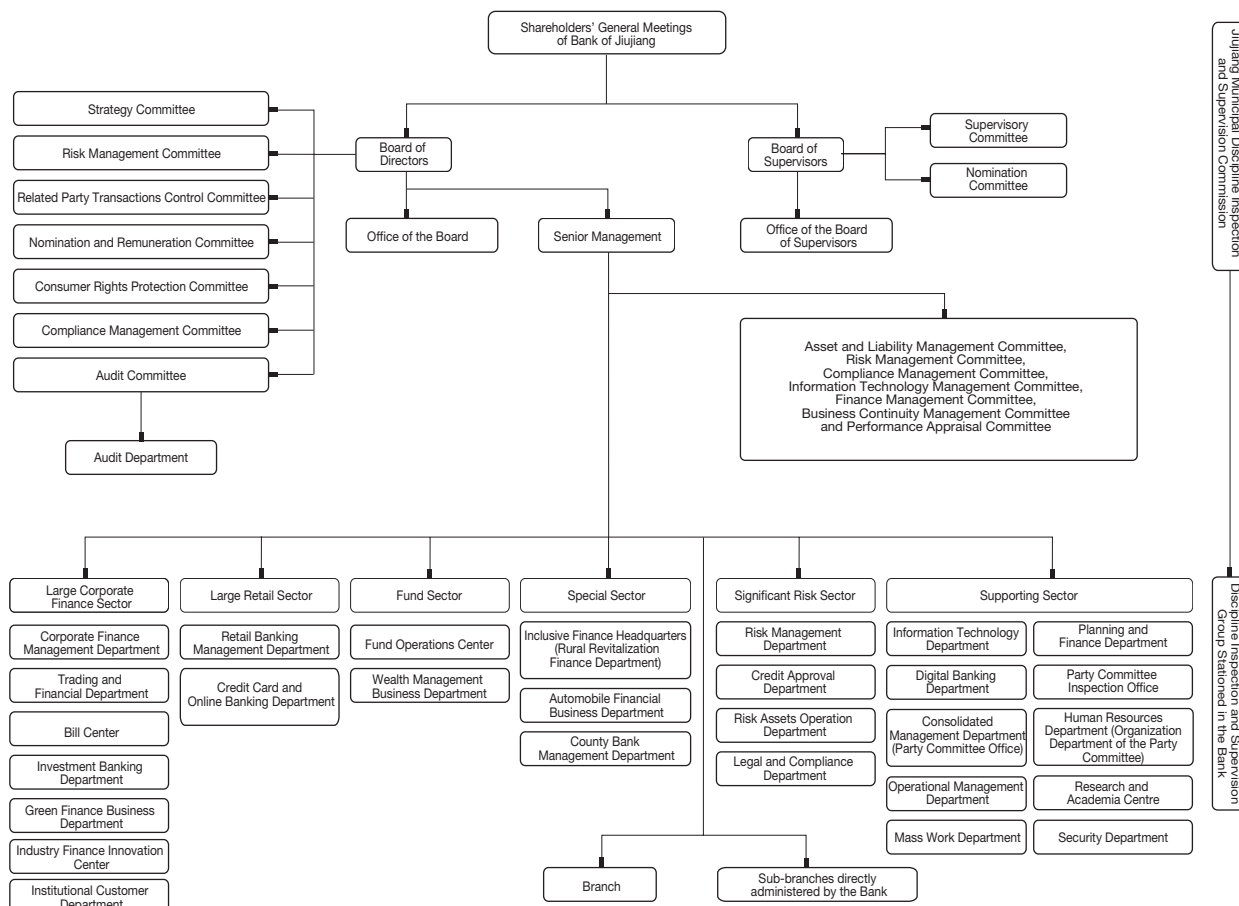 Shareholders' General Meetings
of Bank of Jiujiang
Jiujiang Municipal Discipline Inspection
and Supervision Commission
Strategy Committee
Risk Management Committee
Related Party Transactions Control Committee
Nomination and Remuneration Committee
Consumer Rights Protection Committee
Compliance Management Committee
Audit Committee
Audit Department
Board of
Directors
Board of
Supervisors
Supervisory
Committee
Nomination
Committee
Office of the Board
Senior Management
Office of the Board
of Supervisors
Asset and Liability Management Committee,
Risk Management Committee,
Compliance Management Committee,
Information Technology Management Committee,
Finance Management Committee,
Business Continuity Management Committee
and Performance Appraisal Committee
Large Corporate
Finance Sector
Corporate Finance
Management Department
Trading and
Financial Department
Bill Center
Investment Banking
Department
Green Finance Business
Department
Industry Finance Innovation
Center
Institutional Customer
Department
Large Retail Sector
Retail Banking
Management Department
Credit Card and
Online Banking Department
Fund Sector
Fund Operations Center
Wealth Management
Business Department
Special Sector
Inclusive Finance Headquarters
(Rural Revitalization
Finance Department)
Automobile Financial
Business Department
County Bank
Management Department
Significant Risk Sector
Risk Management
Department
Credit Approval
Department
Risk Assets Operation
Department
Legal and Compliance
Department
Supporting Sector
Information Technology
Department
Digital Banking
Department
Consolidated
Management Department
(Party Committee Office)
Operational Management
Department
Mass Work Department
Planning and
Finance Department
Party Committee
Inspection Office
Human Resources
Department (Organization
Department of the Party
Committee)
Research and
Academia Centre
Security Department
Discipline Inspection and Supervision
Group Stationed in the Bank
Branch
Sub-branches directly
administered by the Bank